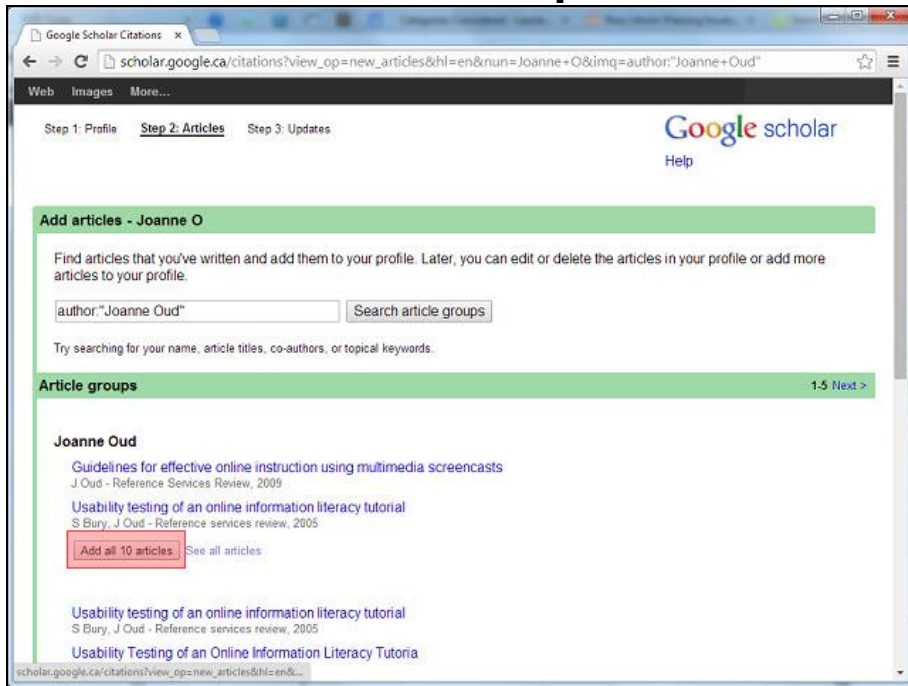 Google Scholar Citations
scholar.google.ca/citations?view_op=new_articles&hl=en&nun=Joanne+O&imq=author:"Joanne+Oud"
Web Images More...
Step 1: Profile Step 2: Articles Step 3: Updates
Google scholar
Help
Add articles - Joanne O
Find articles that you've written and add them to your profile. Later, you can edit or delete the articles in your profile or add more
articles to your profile.
author:"Joanne Oud" Search article groups
Try searching for your name, article titles, co-authors, or topical keywords.
Article groups 1-5 Next >
Joanne Oud
Guidelines for effective online instruction using multimedia screencasts
J Oud - Reference Services Review, 2009
Usability testing of an online information literacy tutorial
S Bury, J Oud - Reference services review, 2005
Add all 10 articles See all articles
Usability testing of an online information literacy tutorial
S Bury, J Oud - Reference services review, 2005
Usability Testing of an Online Information Literacy Tutoria
scholar.google.ca/citations?view_op=new_articles&hl=en&...